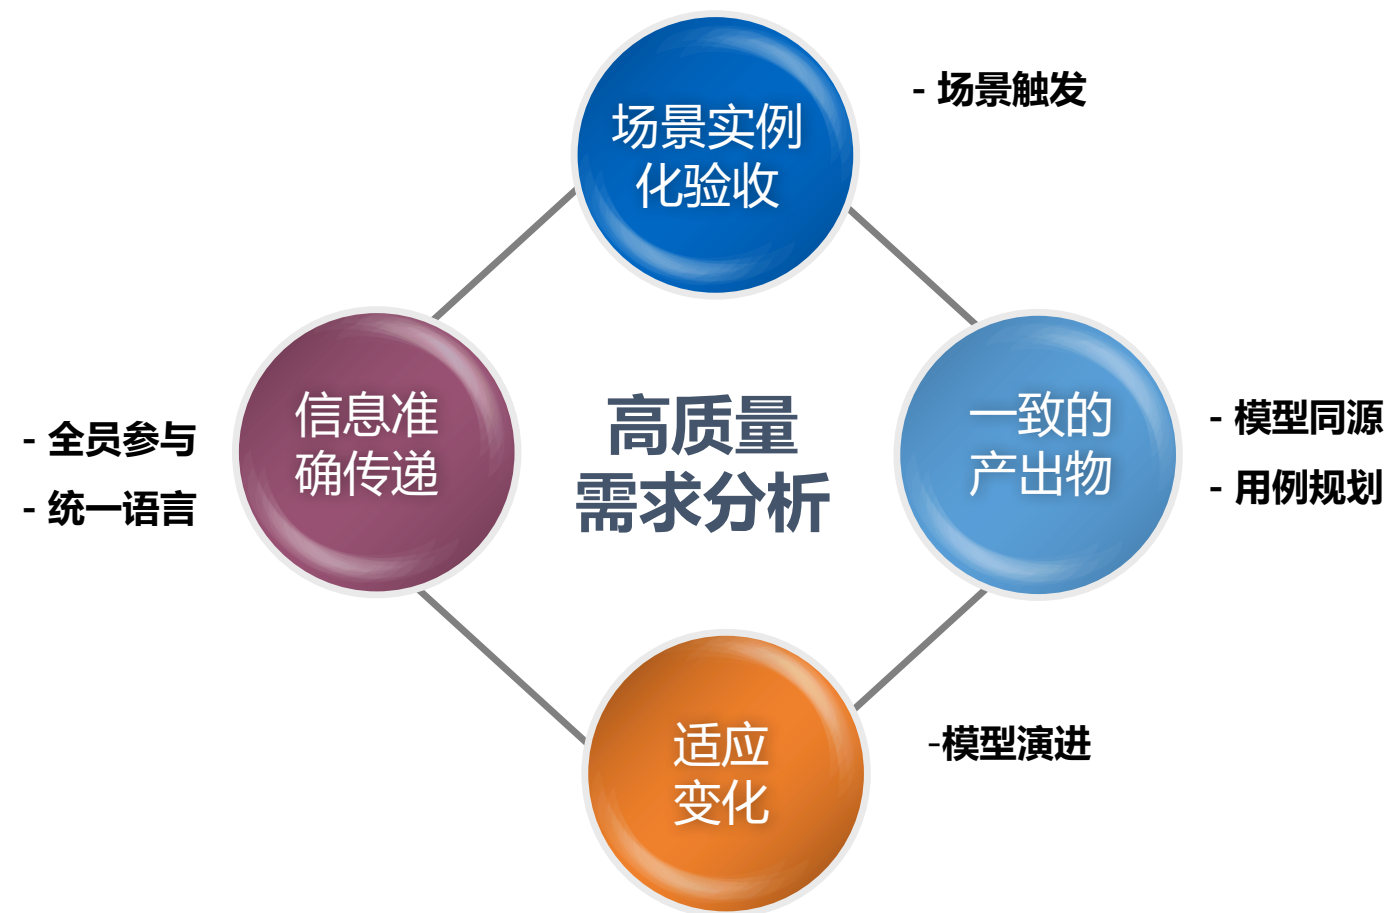 场景实例
化验收
- 场景触发
信息准
确传递
- 全员参与
- 统一语言
高质量
需求分析
一致的
产出物
- 模型同源
- 用例规划
适应
变化
-模型演进